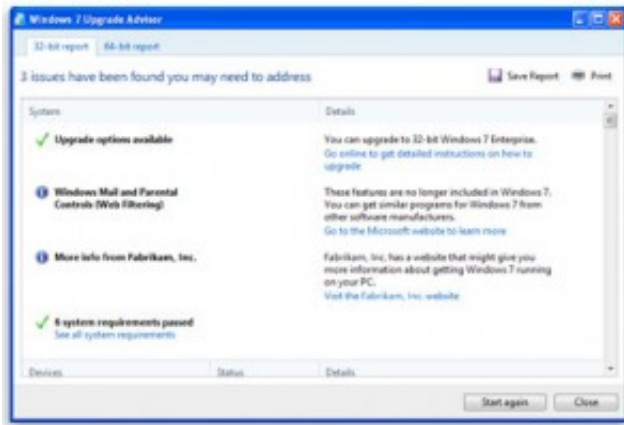 Windows 7 Upgrade Advisor
32-bit report 64-bit report
3 issues have been found you may need to address
Save Report Print
System Details
Upgrade options available
You can upgrade to 32-bit Windows 7 Enterprise.
Go online to get detailed instructions on how to
upgrade
Windows Mail and Parental
Controls (Web Filtering)
These features are no longer included in Windows 7.
You can get similar programs for Windows 7 from
other software manufacturers.
Go to the Microsoft website to learn more
More info from Fabrikam, Inc.
Fabrikam, Inc. has a website that might give you
more information about getting Windows 7 running
on your PC.
Visit the Fabrikam, Inc. website
6 system requirements passed
See all system requirements
Devices Status Details
Start again Close